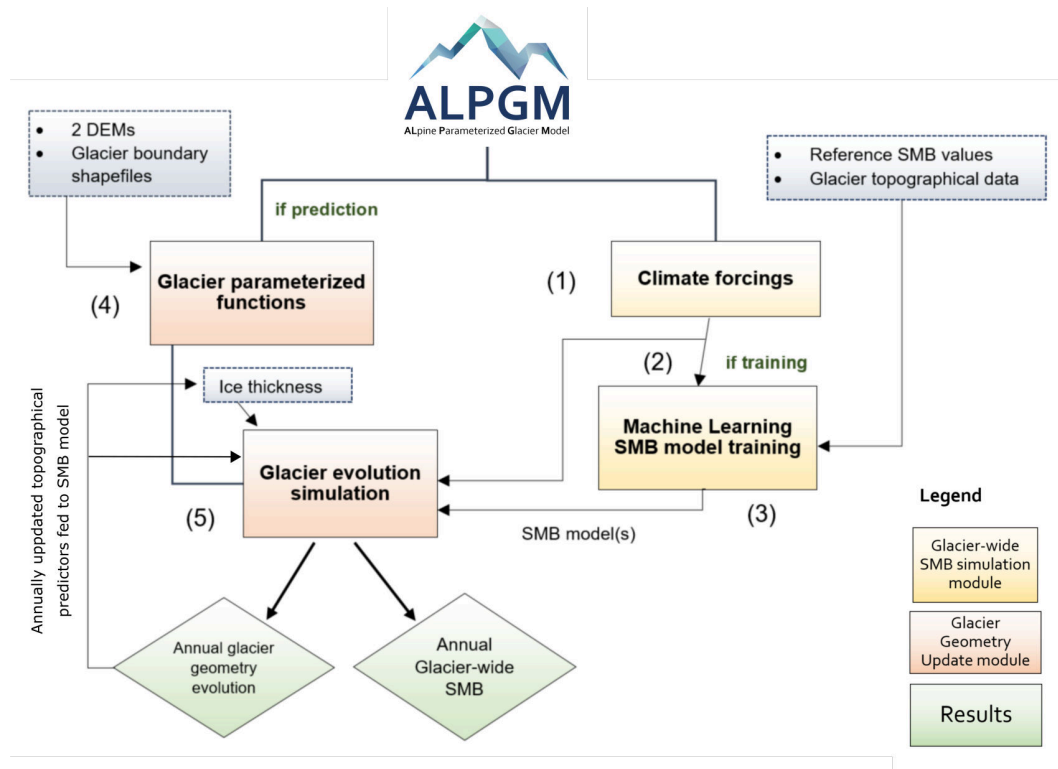 ALPGM
ALpine Parameterized Glacier Model
• 2 DEMs
• Glacier boundary
shapefiles
• Reference SMB values
• Glacier topographical data
if prediction
Glacier parameterized
functions
(4)
(1)
Climate forcings
(2)
if training
Ice thickness
Machine Learning
SMB model training
(3)
Glacier evolution
simulation
(5)
SMB model(s)
Annually uppdated topographical
predictors fed to SMB model
Annual glacier
geometry
evolution
Annual
Glacier-wide
SMB
Legend
Glacier-wide
SMB simulation
module
Glacier
Geometry
Update module
Results